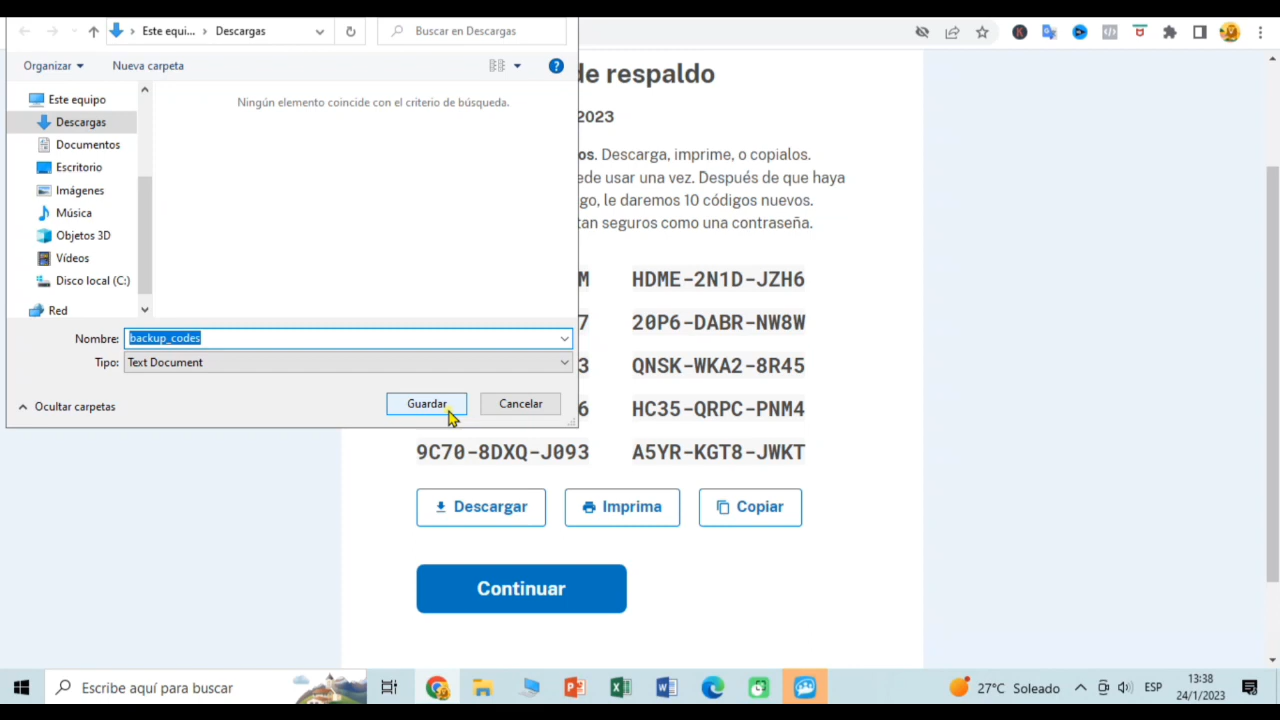 Este equi... > Descargas
Buscar en Descargas
Organizar
Nueva carpeta
Este equipo
Descargas
Documentos
Escritorio
Imágenes
Música
Objetos 3D
Vídeos
Disco local (C:)
Red
Ningún elemento coincide con el criterio de búsqueda.
Nombre: backup_codes
Tipo: Text Document
Ocultar carpetas
Guardar
Cancelar
de respaldo
2023
os. Descarga, imprime, o copialos.
ede usar una vez. Después de que haya
go, le daremos 10 códigos nuevos.
tan seguros como una contraseña.
M HDME-2N1D-JZH6
7 20P6-DABR-NW8W
3 QNSK-WKA2-8R45
6 HC35-QRPC-PNM4
9C70-8DXQ-J093 A5YR-KGT8-JWKT
Descargar
Imprima
Copiar
Continuar
Escribe aquí para buscar
27°C Soleado
ESP
13:38
24/1/2023